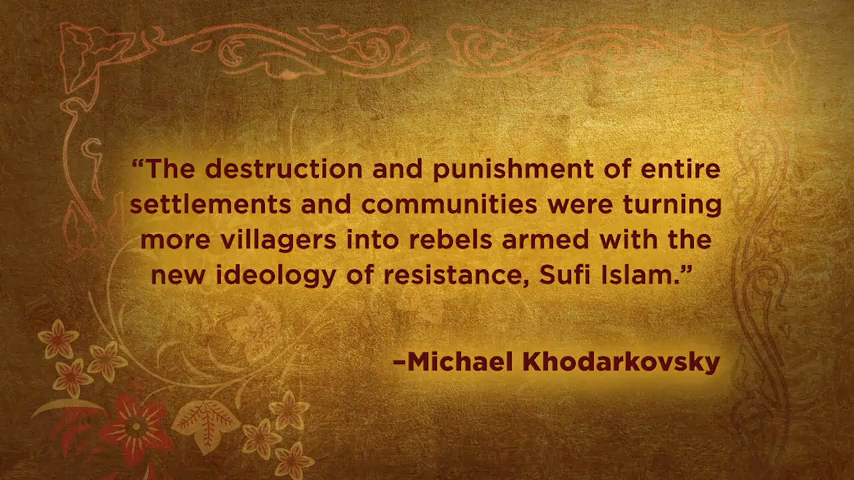 “The destruction and punishment of entire
settlements and communities were turning
more villagers into rebels armed with the
new ideology of resistance, Sufi Islam.”
–Michael Khodarkovsky